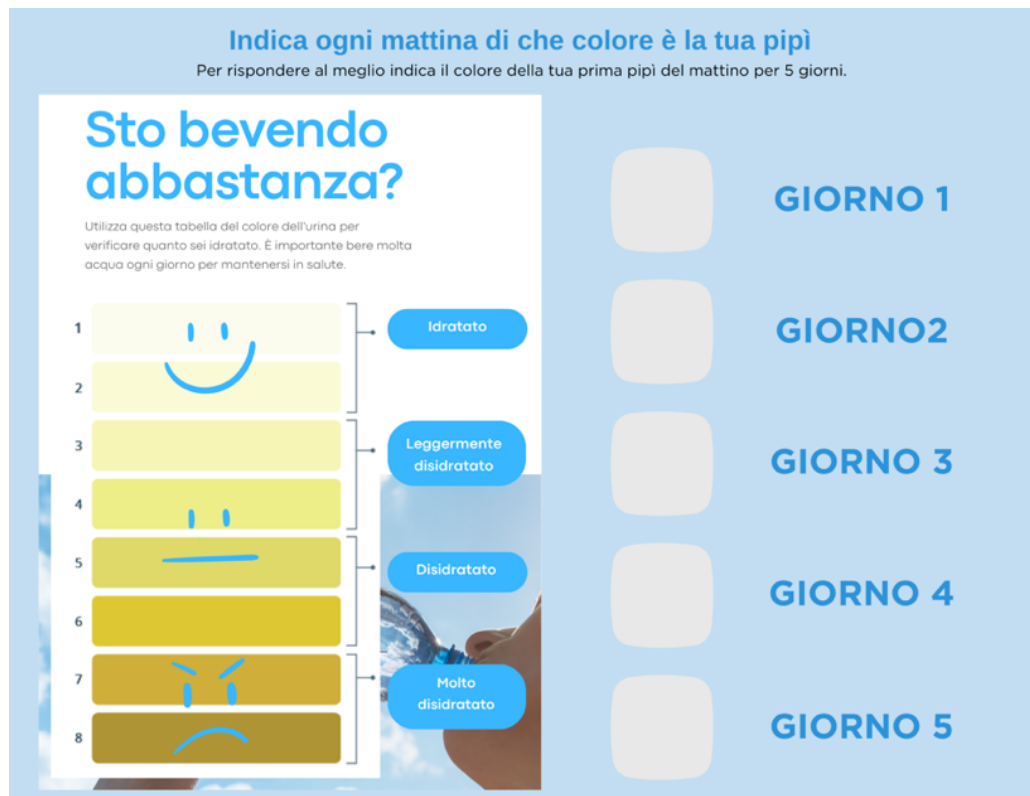 Indica ogni mattina di che colore è la tua pipì
Per rispondere al meglio indica il colore della tua prima pipì del mattino per 5 giorni.
Sto bevendo
abbastanza?
Utilizza questa tabella del colore dell'urina per
verificare quanto sei idratato. È importante bere molta
acqua ogni giorno per mantenersi in salute.
1
Idratato
2
3
Leggermente
disidratato
4
5
Disidratato
6
7
Molto
disidratato
8
GIORNO 1
GIORNO2
GIORNO 3
GIORNO 4
GIORNO 5